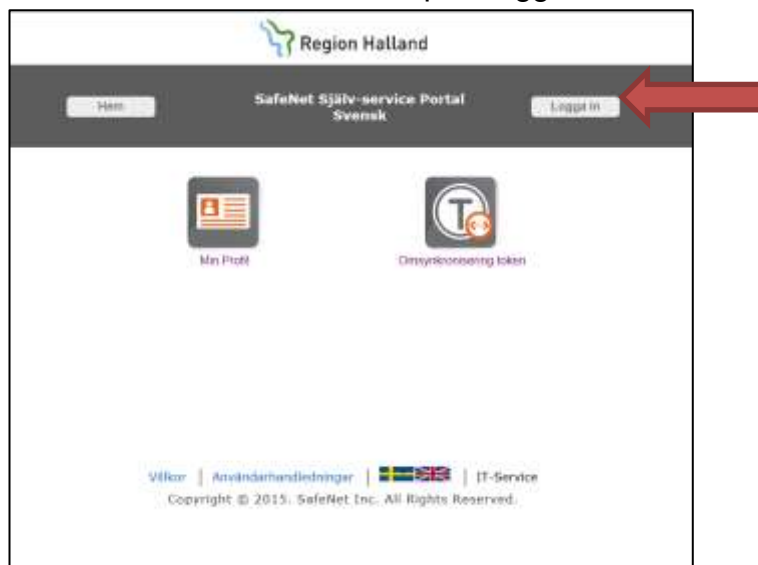 Region Halland
Hem
SafeNet Själv-service Portal
Svensk
Logga in
Min Profil
Omsynkronisering token
Villkor | Användarhandledningar | | IT-Service
Copyright © 2015. SafeNet Inc. All Rights Reserved.